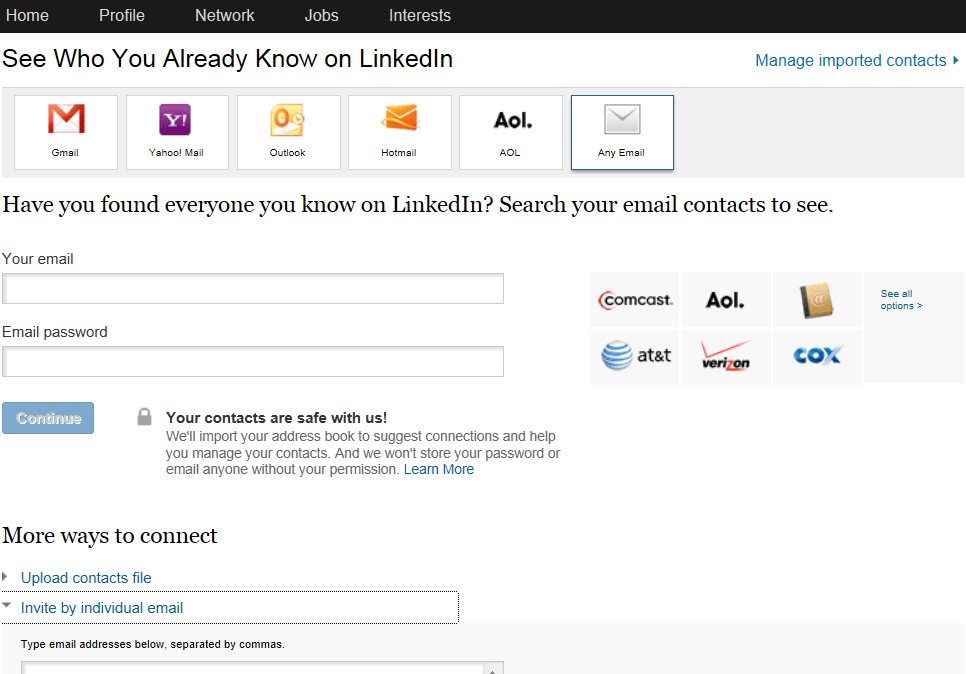 Home Profile Network Jobs Interests
See Who You Already Know on LinkedIn
Manage imported contacts
Y!
Aol.
Gmail Yahoo! Mail Outlook Hotmail AOL Any Email
Have you found everyone you know on LinkedIn? Search your email contacts to see.
Your email
Email password
comcast. Aol. @
See all
options >
at&t verizon COX
Continue
Your contacts are safe with us!
We'll import your address book to suggest connections and help
you manage your contacts. And we won't store your password or
email anyone without your permission. Learn More
More ways to connect
Upload contacts file
Invite by individual email
Type email addresses below, separated by commas.